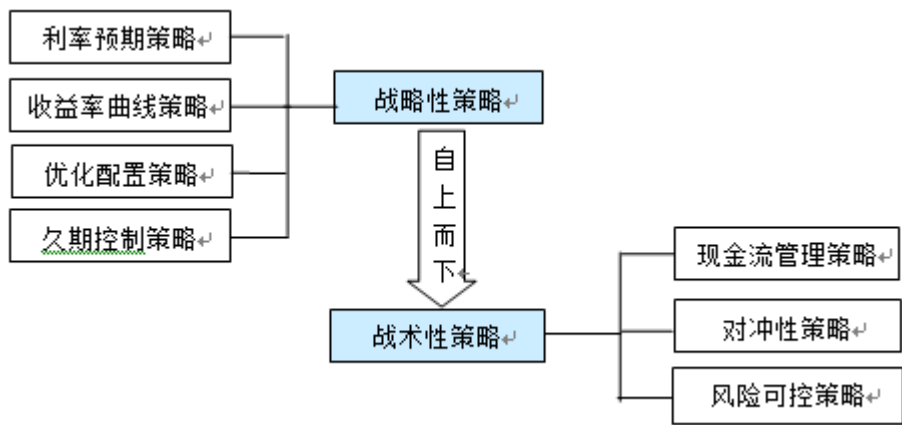 利率预期策略
收益率曲线策略
优化配置策略
久期控制策略
战略性策略
自
上
而
下
战术性策略
现金流管理策略
对冲性策略
风险可控策略